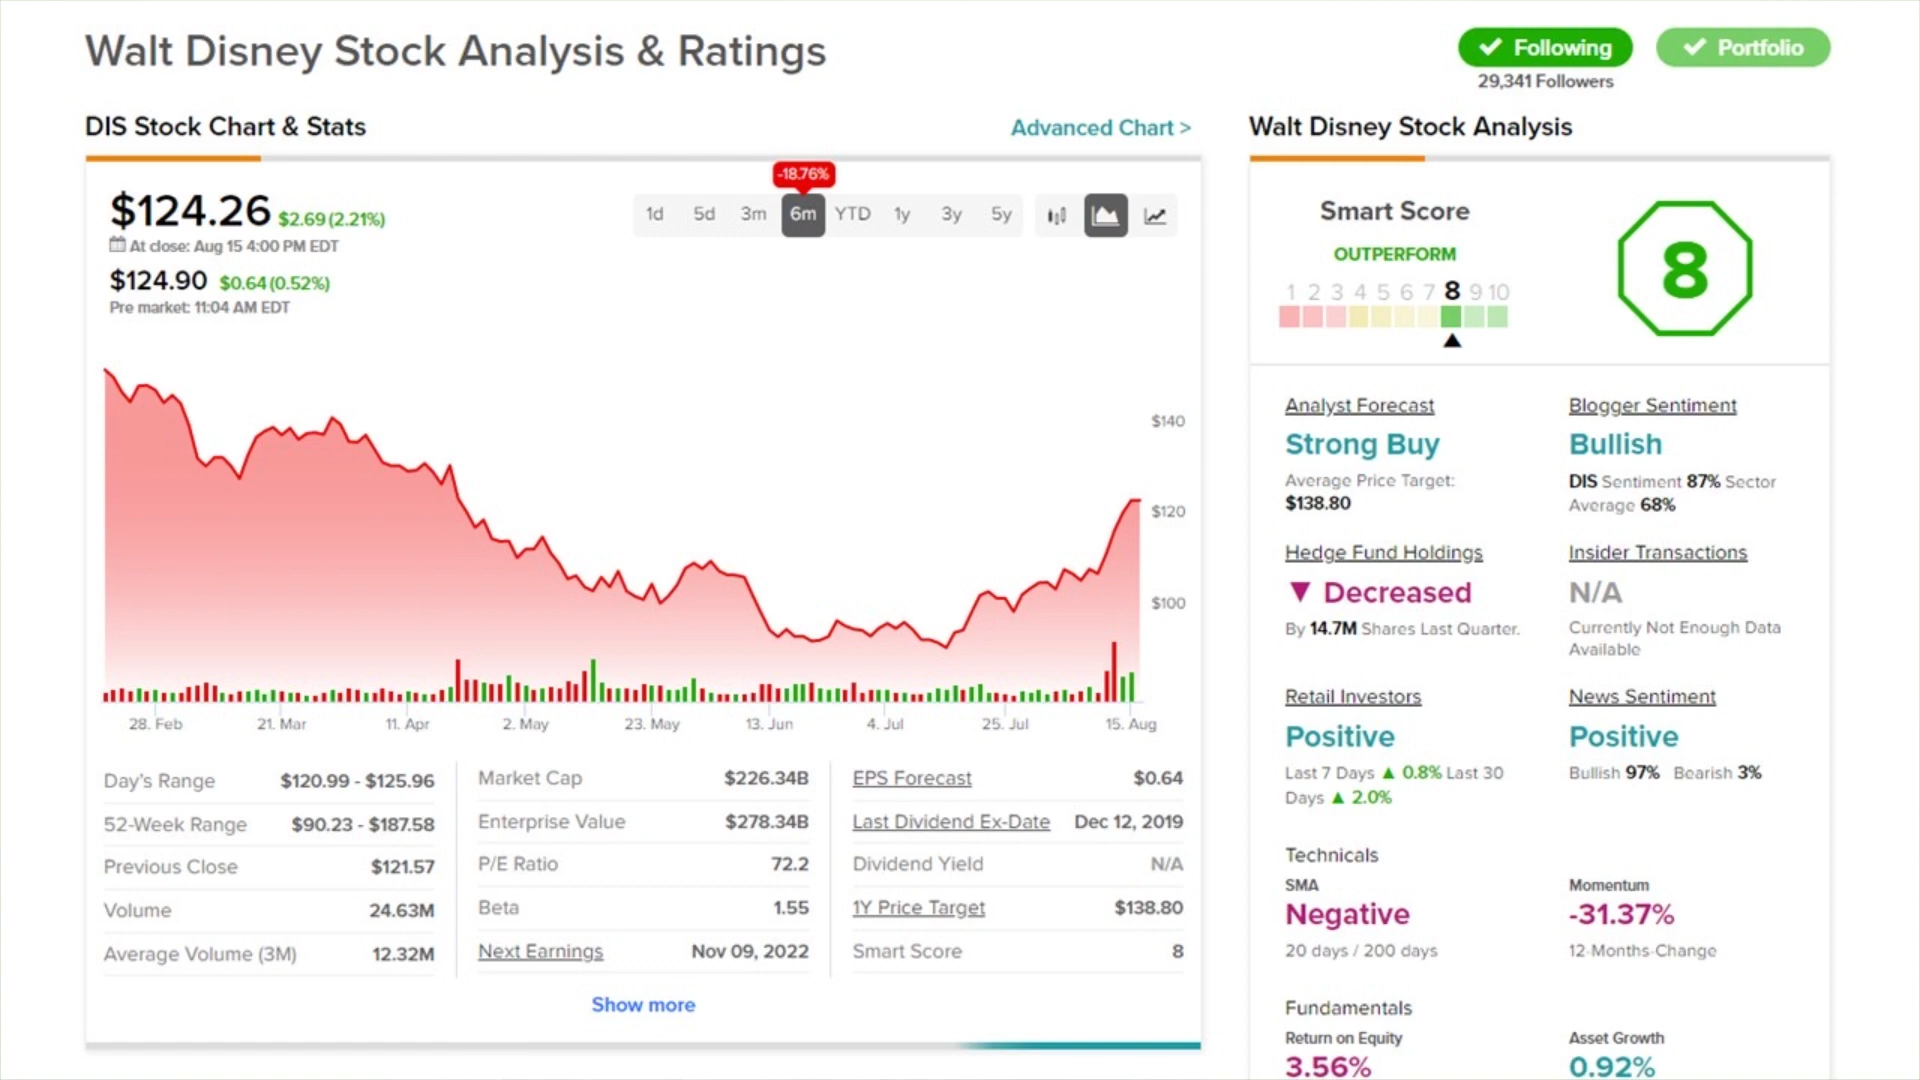 Walt Disney Stock Analysis & Ratings
Following
Portfolio
29,341 Followers
DIS Stock Chart & Stats
Advanced Chart >
$124.26 $2.69 (2.21%)
At close: Aug 15 4:00 PM EDT
$124.90 $0.64 (0.52%)
Pre market: 11:04 AM EDT
-18.76%
1d 5d 3m 6m YTD 1y 3y 5y
$140
$120
$100
28. Feb 21. Mar 11. Apr 2. May 23. May 13. Jun 4. Jul 25. Jul 15. Aug
Day's Range $120.99 - $125.96
52-Week Range $90.23 - $187.58
Previous Close $121.57
Volume 24.63M
Average Volume (3M) 12.32M
Market Cap $226.34B
Enterprise Value $278.34B
P/E Ratio 72.2
Beta 1.55
Next Earnings Nov 09, 2022
EPS Forecast $0.64
Last Dividend Ex-Date Dec 12, 2019
Dividend Yield N/A
1Y Price Target $138.80
Smart Score 8
Show more
Walt Disney Stock Analysis
Smart Score
OUTPERFORM
1 2 3 4 5 6 7 8 9 10
8
Analyst Forecast
Strong Buy
Average Price Target:
$138.80
Blogger Sentiment
Bullish
DIS Sentiment 87% Sector
Average 68%
Hedge Fund Holdings
▼ Decreased
By 14.7M Shares Last Quarter.
Insider Transactions
N/A
Currently Not Enough Data
Available
Retail Investors
Positive
Last 7 Days ▲ 0.8% Last 30
Days ▲ 2.0%
News Sentiment
Positive
Bullish 97% Bearish 3%
Technicals
SMA
Negative
20 days / 200 days
Momentum
-31.37%
12-Months-Change
Fundamentals
Return on Equity
3.56%
Asset Growth
0.92%